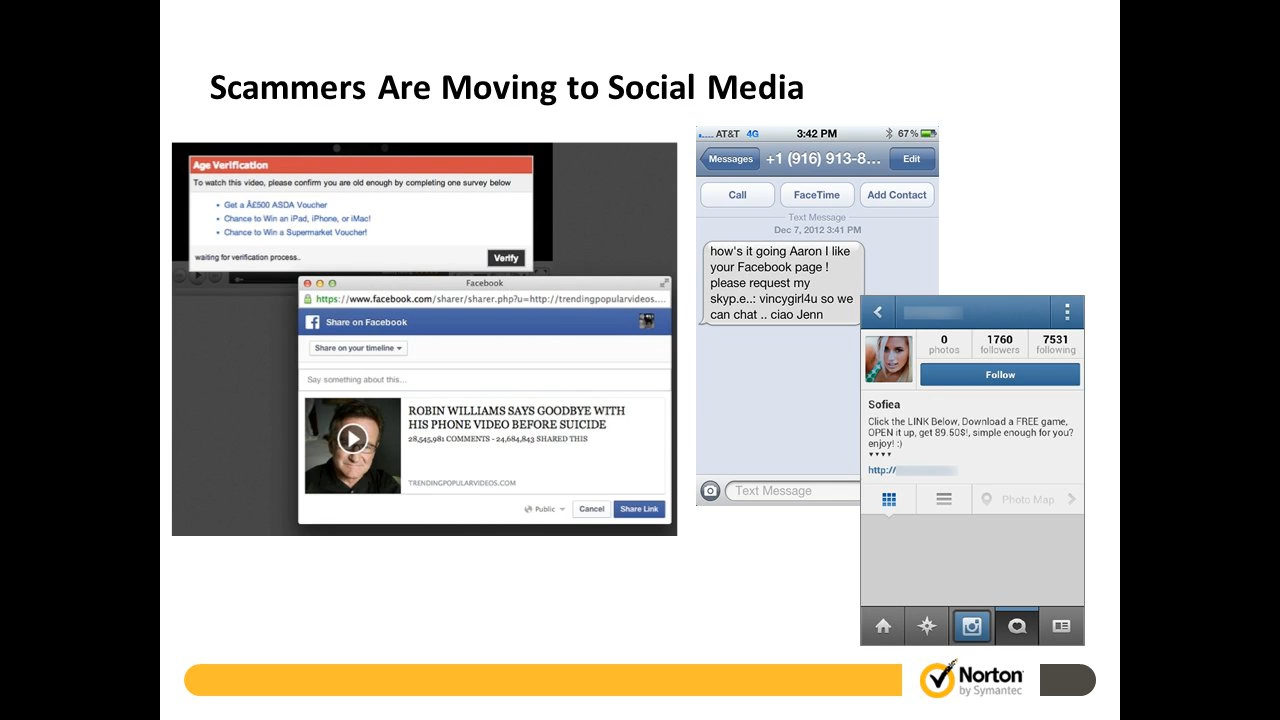 Scammers Are Moving to Social Media
Age Verification
To watch this video, please confirm you are old enough by completing one survey below
• Get a Â£500 ASDA Voucher
• Chance to Win an iPad, iPhone, or iMac!
• Chance to Win a Supermarket Voucher!
waiting for verification process..
Verify
Facebook
https://www.facebook.com/sharer/sharer.php?u=http://trendingpopularvideos....
Share on Facebook
Share on your timeline
Say something about this...
ROBIN WILLIAMS SAYS GOODBYE WITH
HIS PHONE VIDEO BEFORE SUICIDE
28,545,981 COMMENTS - 24,684,843 SHARED THIS
TRENDINGPOPULARVIDEOS.COM
Public
Cancel
Share Link
AT&T 4G 3:42 PM 67%
Messages +1 (916) 913-8... Edit
Call FaceTime Add Contact
Text Message
Dec 7, 2012 3:41 PM
how's it going Aaron I like
your Facebook page !
please request my
skyp.e..: vincygirl4u so we
can chat .. ciao Jenn
Text Message
0 1760 7531
photos followers following
Follow
Sofiea
Click the LINK Below, Download a FREE game,
OPEN it up, get 89.50$!, simple enough for you?
enjoy! :)
http://
Photo Map
Norton
by Symantec